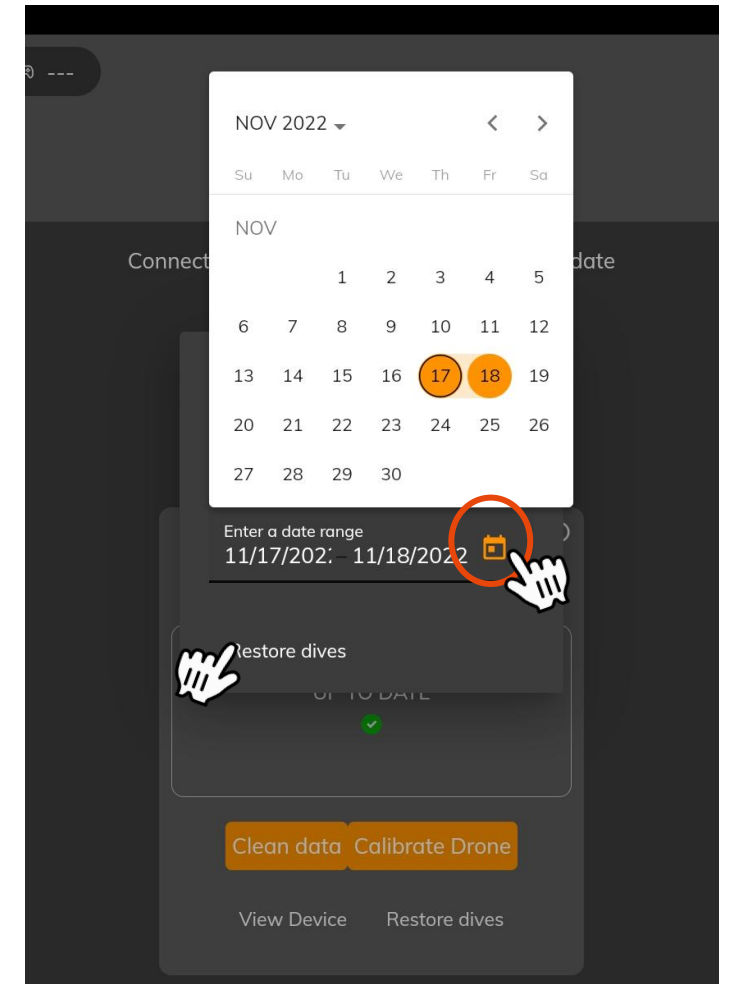 ---
NOV 2022
Su Mo Tu We Th Fr Sa
NOV
Connect date
1 2 3 4 5
6 7 8 9 10 11 12
13 14 15 16 17 18 19
20 21 22 23 24 25 26
27 28 29 30
Enter a date range
11/17/202 – 11/18/2022
Restore dives
UP TO DATE
Clean data Calibrate Drone
View Device Restore dives